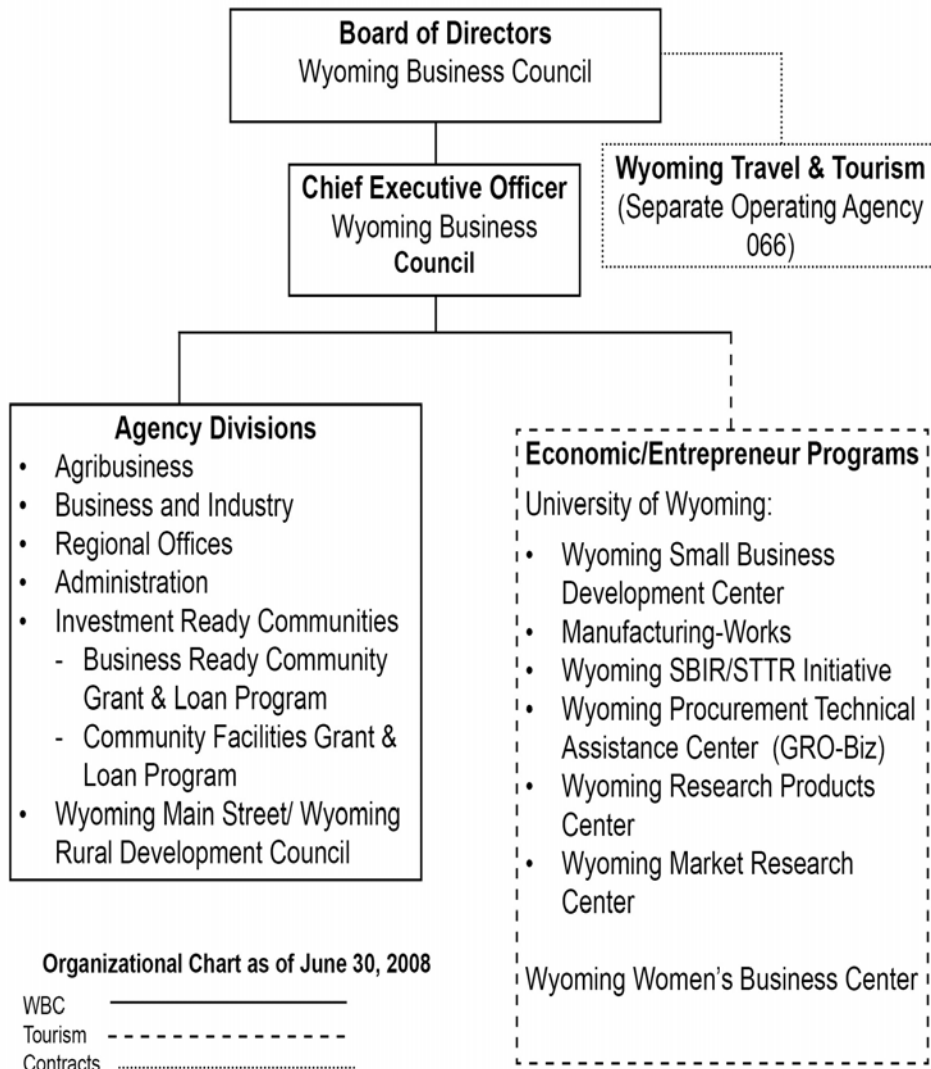 Board of Directors
Wyoming Business Council
Wyoming Travel & Tourism
(Separate Operating Agency
066)
Chief Executive Officer
Wyoming Business
Council
Agency Divisions
• Agribusiness
• Business and Industry
• Regional Offices
• Administration
• Investment Ready Communities
- Business Ready Community
Grant & Loan Program
- Community Facilities Grant &
Loan Program
• Wyoming Main Street/ Wyoming
Rural Development Council
Economic/Entrepreneur Programs
University of Wyoming:
• Wyoming Small Business
Development Center
• Manufacturing-Works
• Wyoming SBIR/STTR Initiative
• Wyoming Procurement Technical
Assistance Center (GRO-Biz)
• Wyoming Research Products
Center
• Wyoming Market Research
Center
Wyoming Women's Business Center
Organizational Chart as of June 30, 2008
WBC
Tourism
Contracts